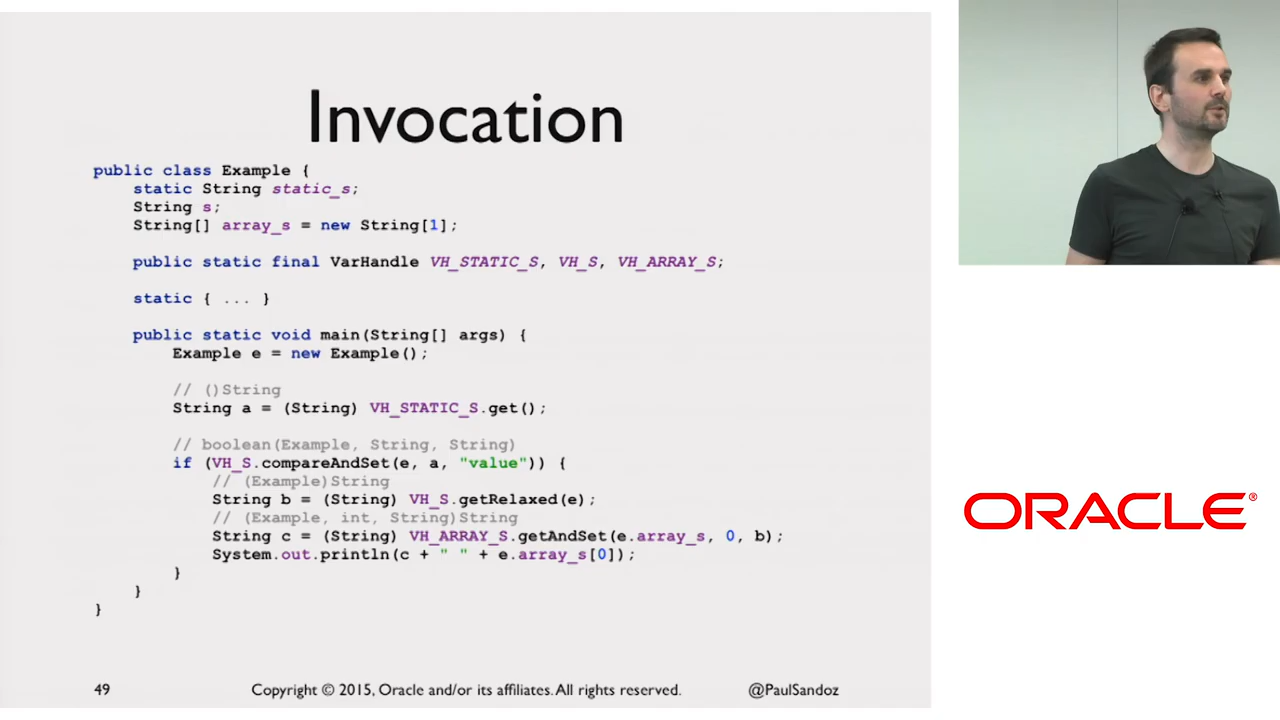 Invocation
public class Example {
static String static_s;
String s;
String[] array_s = new String[1];
public static final VarHandle VH_STATIC_S, VH_S, VH_ARRAY_S;
static { ... }
public static void main(String[] args) {
Example e = new Example();
// ()String
String a = (String) VH_STATIC_S.get();
// boolean(Example, String, String)
if (VH_S.compareAndSet(e, a, "value")) {
// (Example)String
String b = (String) VH_S.getRelaxed(e);
// (Example, int, String)String
String c = (String) VH_ARRAY_S.getAndSet(e.array_s, 0, b);
System.out.println(c + " " + e.array_s[0]);
}
}
}
49
Copyright © 2015, Oracle and/or its affiliates. All rights reserved.
@PaulSandoz
ORACLE®